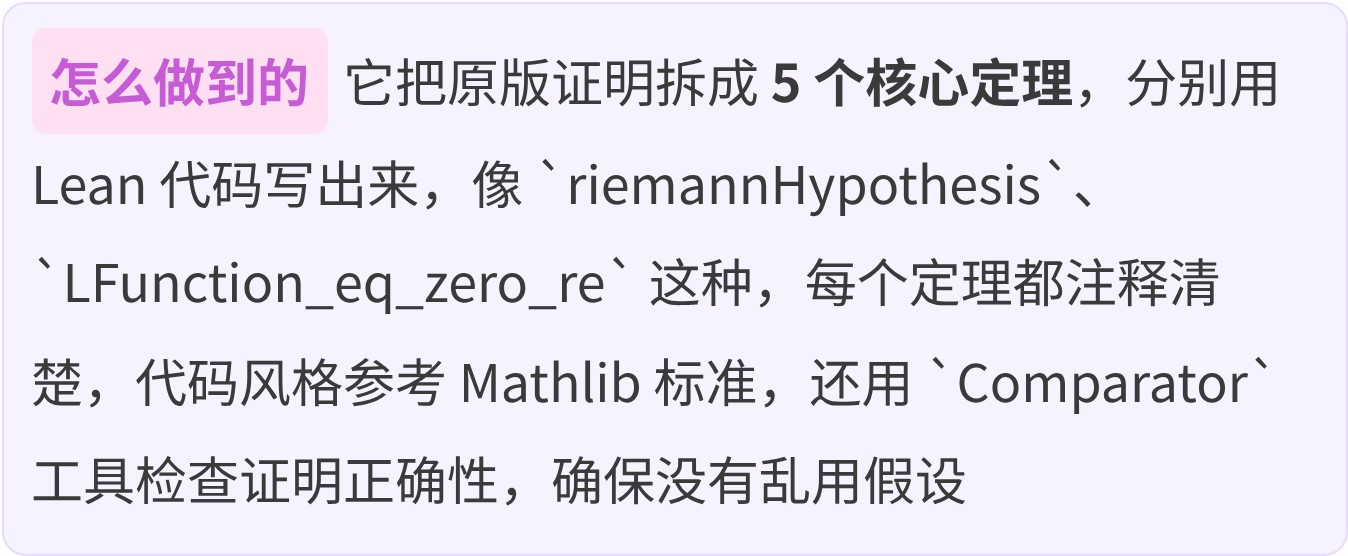 怎么做到的 它把原版证明拆成 5 个核心定理，分别用
Lean 代码写出来，像 `riemannHypothesis`、
`LFunction_eq_zero_re` 这种，每个定理都注释清
楚，代码风格参考 Mathlib 标准，还用 `Comparator`
工具检查证明正确性，确保没有乱用假设